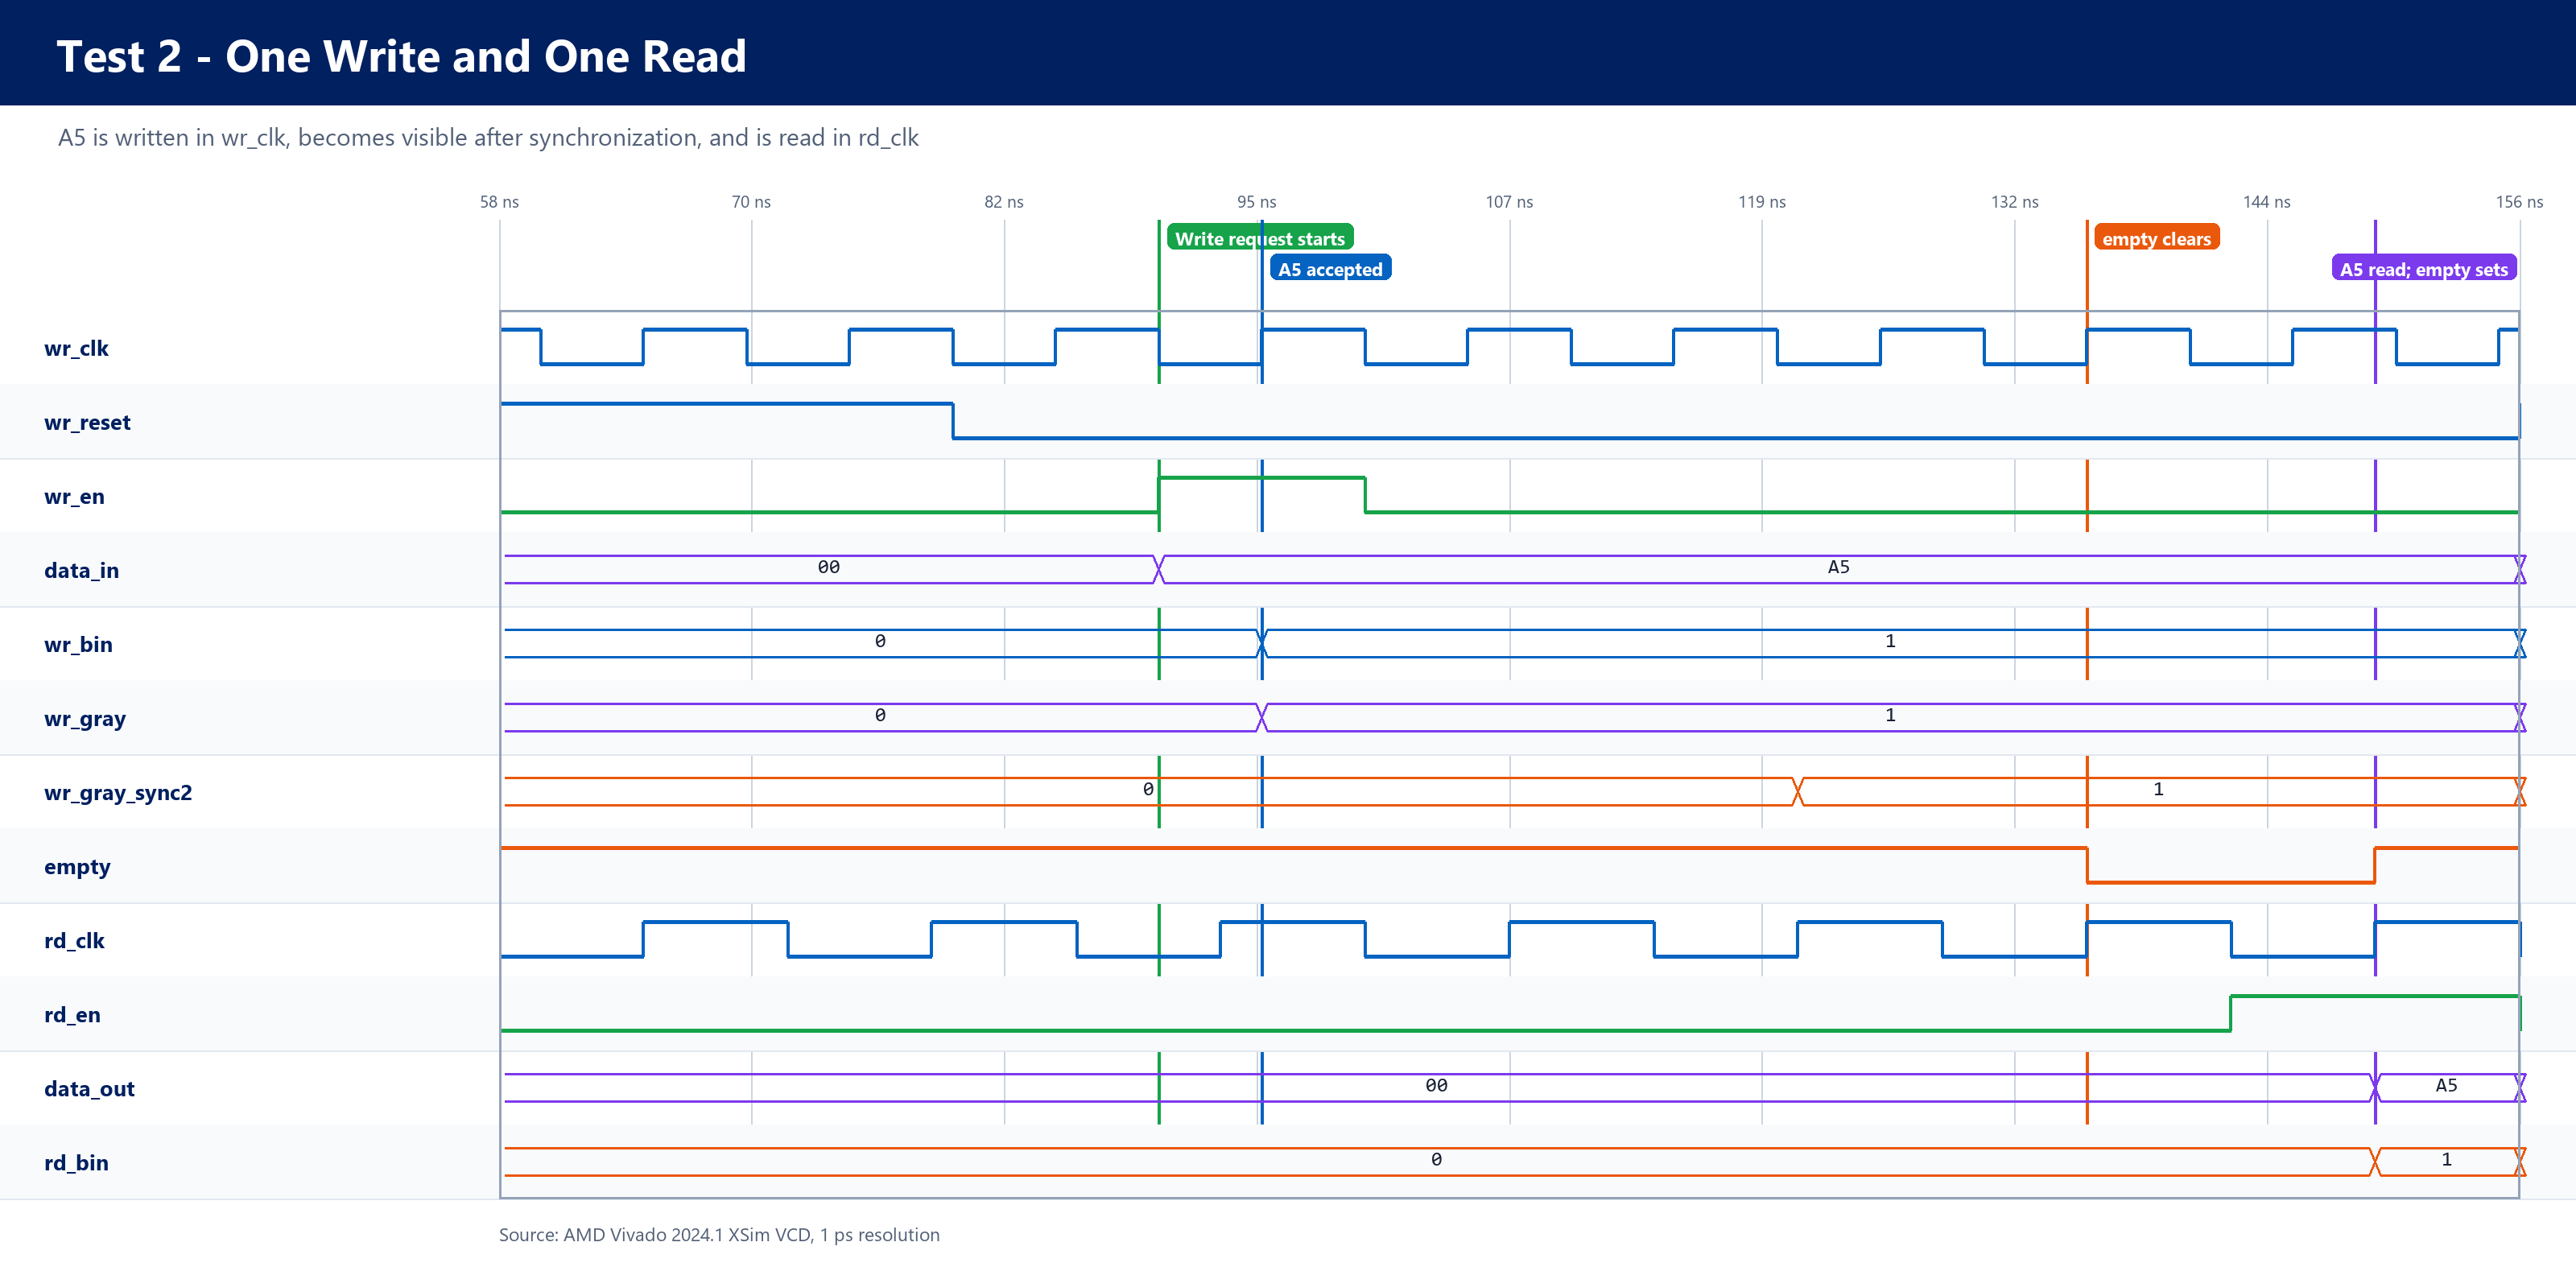 Test 2 - One Write and One Read
A5 is written in wr_clk, becomes visible after synchronization, and is read in rd_clk
58 ns 70 ns 82 ns 95 ns 107 ns 119 ns 132 ns 144 ns 156 ns
Write request starts empty clears
A5 accepted A5 read; empty sets
wr_clk
wr_reset
wr_en
data_in 00 A5
wr_bin 0 1
wr_gray 0 1
wr_gray_sync2 0 1
empty
rd_clk
rd_en
data_out 00 A5
rd_bin 0 1
Source: AMD Vivado 2024.1 XSim VCD, 1 ps resolution